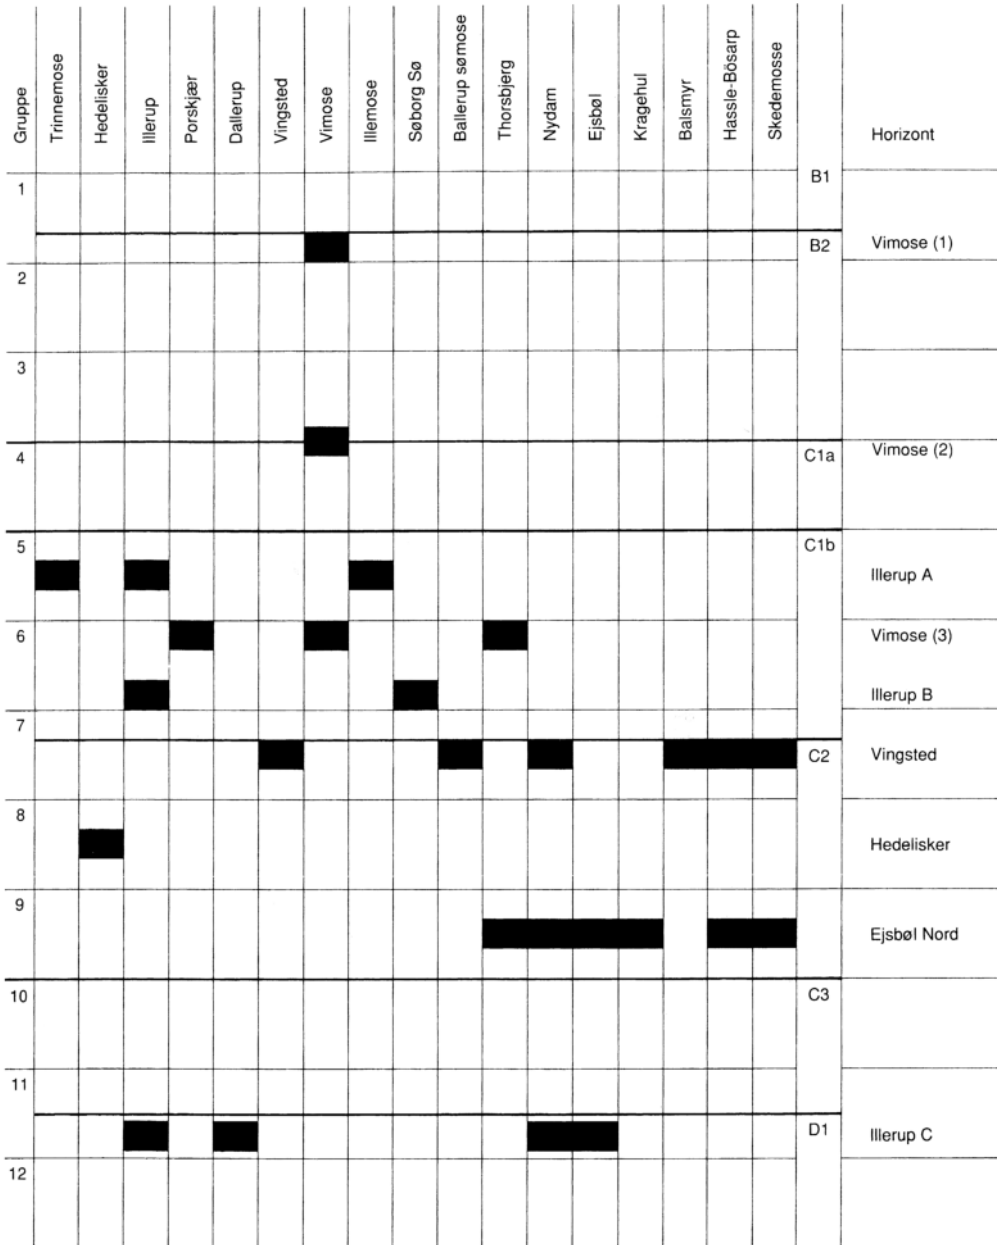 Gruppe
Trinnemose
Hedelisker
Illerup
Porskjær
Dallerup
Vingsted
Vimose
Illemose
Søborg Sø
Ballerup sømose
Thorsbjerg
Nydam
Ejsbøl
Kragehul
Balsmyr
Hassle-Bösarp
Skedemosse
Horizont
1
B1
B2
Vimose (1)
2
3
4
C1a
Vimose (2)
5
C1b
Illerup A
6
Vimose (3)
Illerup B
7
C2
Vingsted
8
Hedelisker
9
Ejsbøl Nord
10
C3
11
D1
Illerup C
12